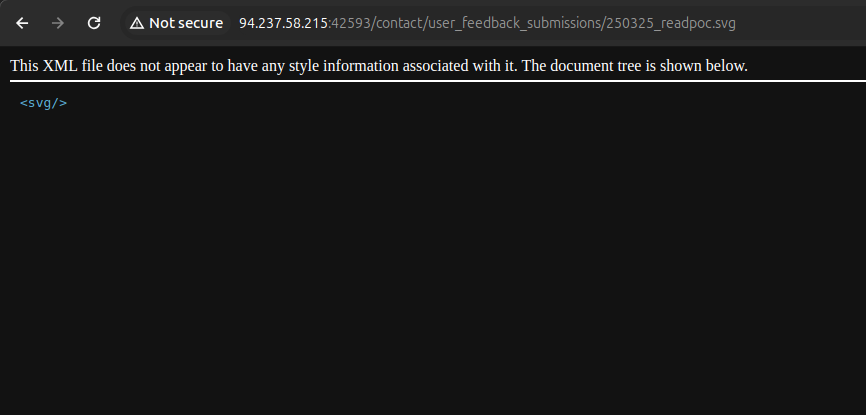 Not secure 94.237.58.215:42593/contact/user_feedback_submissions/250325_readpoc.svg
This XML file does not appear to have any style information associated with it. The document tree is shown below.
<svg/>